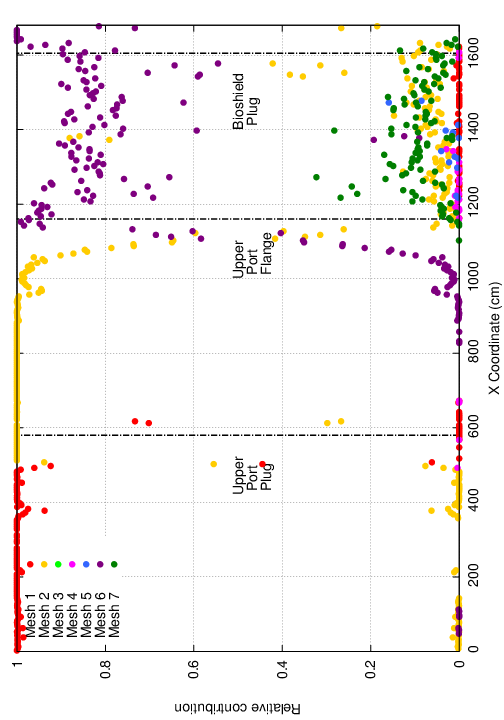 Relative contribution
1
0.8
0.6
0.4
0.2
0
Mesh 1
Mesh 2
Mesh 3
Mesh 4
Mesh 5
Mesh 6
Mesh 7
Upper
Port
Plug
Upper
Port
Flange
Bioshield
Plug
0
200
400
600
800
1000
1200
1400
1600
X Coordinate (cm)